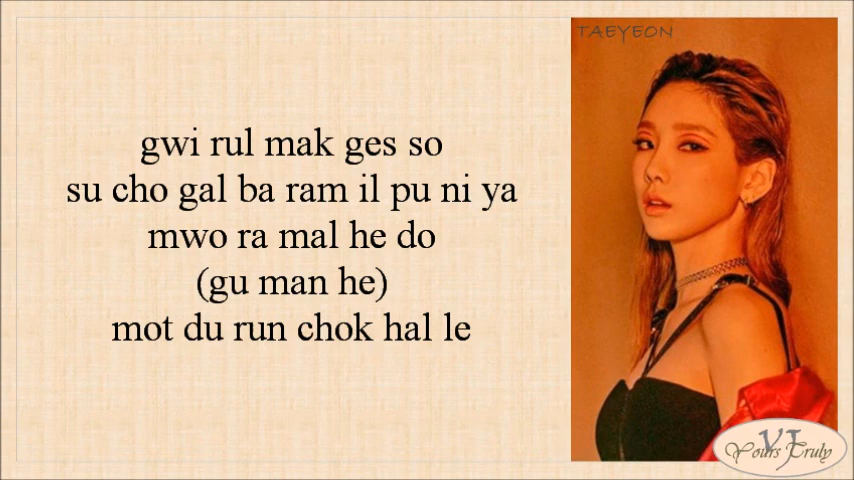 TAEYEON
gwi rul mak ges so
su cho gal ba ram il pu ni ya
mwo ra mal he do
(gu man he)
mot du run chok hal le
YJ
Yours Truly